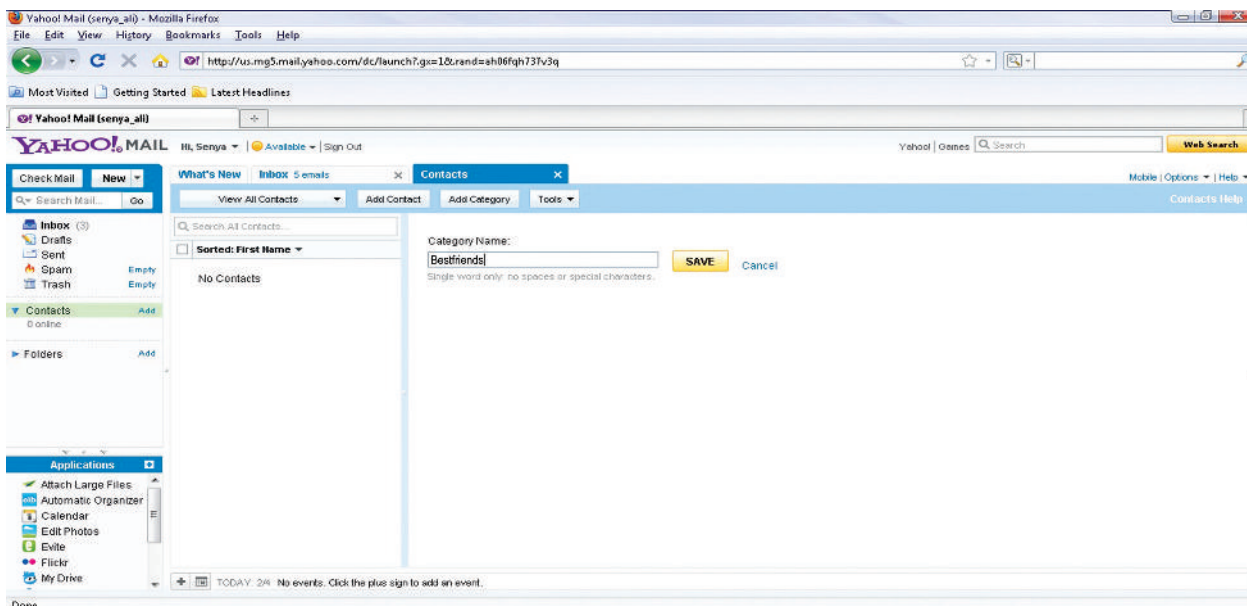 Yahoo! Mail (senya_ali) - Mozilla Firefox
File Edit View History Bookmarks Tools Help
http://us.mg5.mail.yahoo.com/dc/launch?.gx=1&.rand=ah06fqh737v3q
Most Visited Getting Started Latest Headlines
Yahoo! Mail (senya_ali)
YAHOO! MAIL Hi, Senya Available Sign Out Yahoo! Games Search Web Search
Check Mail New What's New Inbox 5 emails Contacts Mobile Options Help
Search Mail... Go View All Contacts Add Contact Add Category Tools Contacts Help
Inbox (3)
Drafts
Sent
Spam Empty
Trash Empty
Contacts Add
0 online
Folders Add
Search All Contacts...
Sorted: First Name
No Contacts
Category Name:
Bestfriends SAVE Cancel
Single word only: no spaces or special characters.
Applications
Attach Large Files
Automatic Organizer
Calendar
Edit Photos
Evite
Flickr
My Drive
TODAY: 2/4 No events. Click the plus sign to add an event.
Done